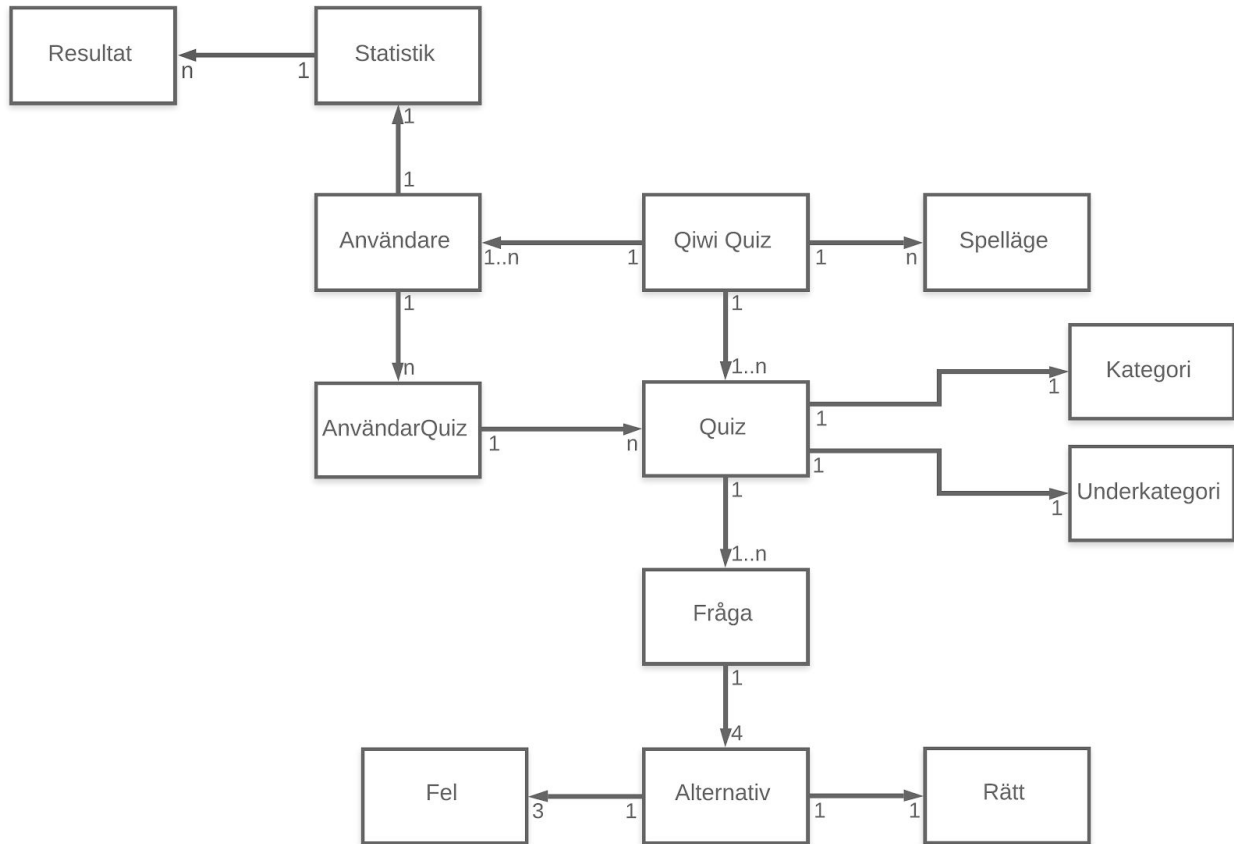 Resultat
Statistik
n
1
1
1
Användare
Qiwi Quiz
Spelläge
1..n
1
1
n
1
1
n
1..n
Kategori
1
AnvändarQuiz
Quiz
1
1
n
1
Underkategori
1
1
1..n
Fråga
1
4
Fel
Alternativ
Rätt
3
1
1
1